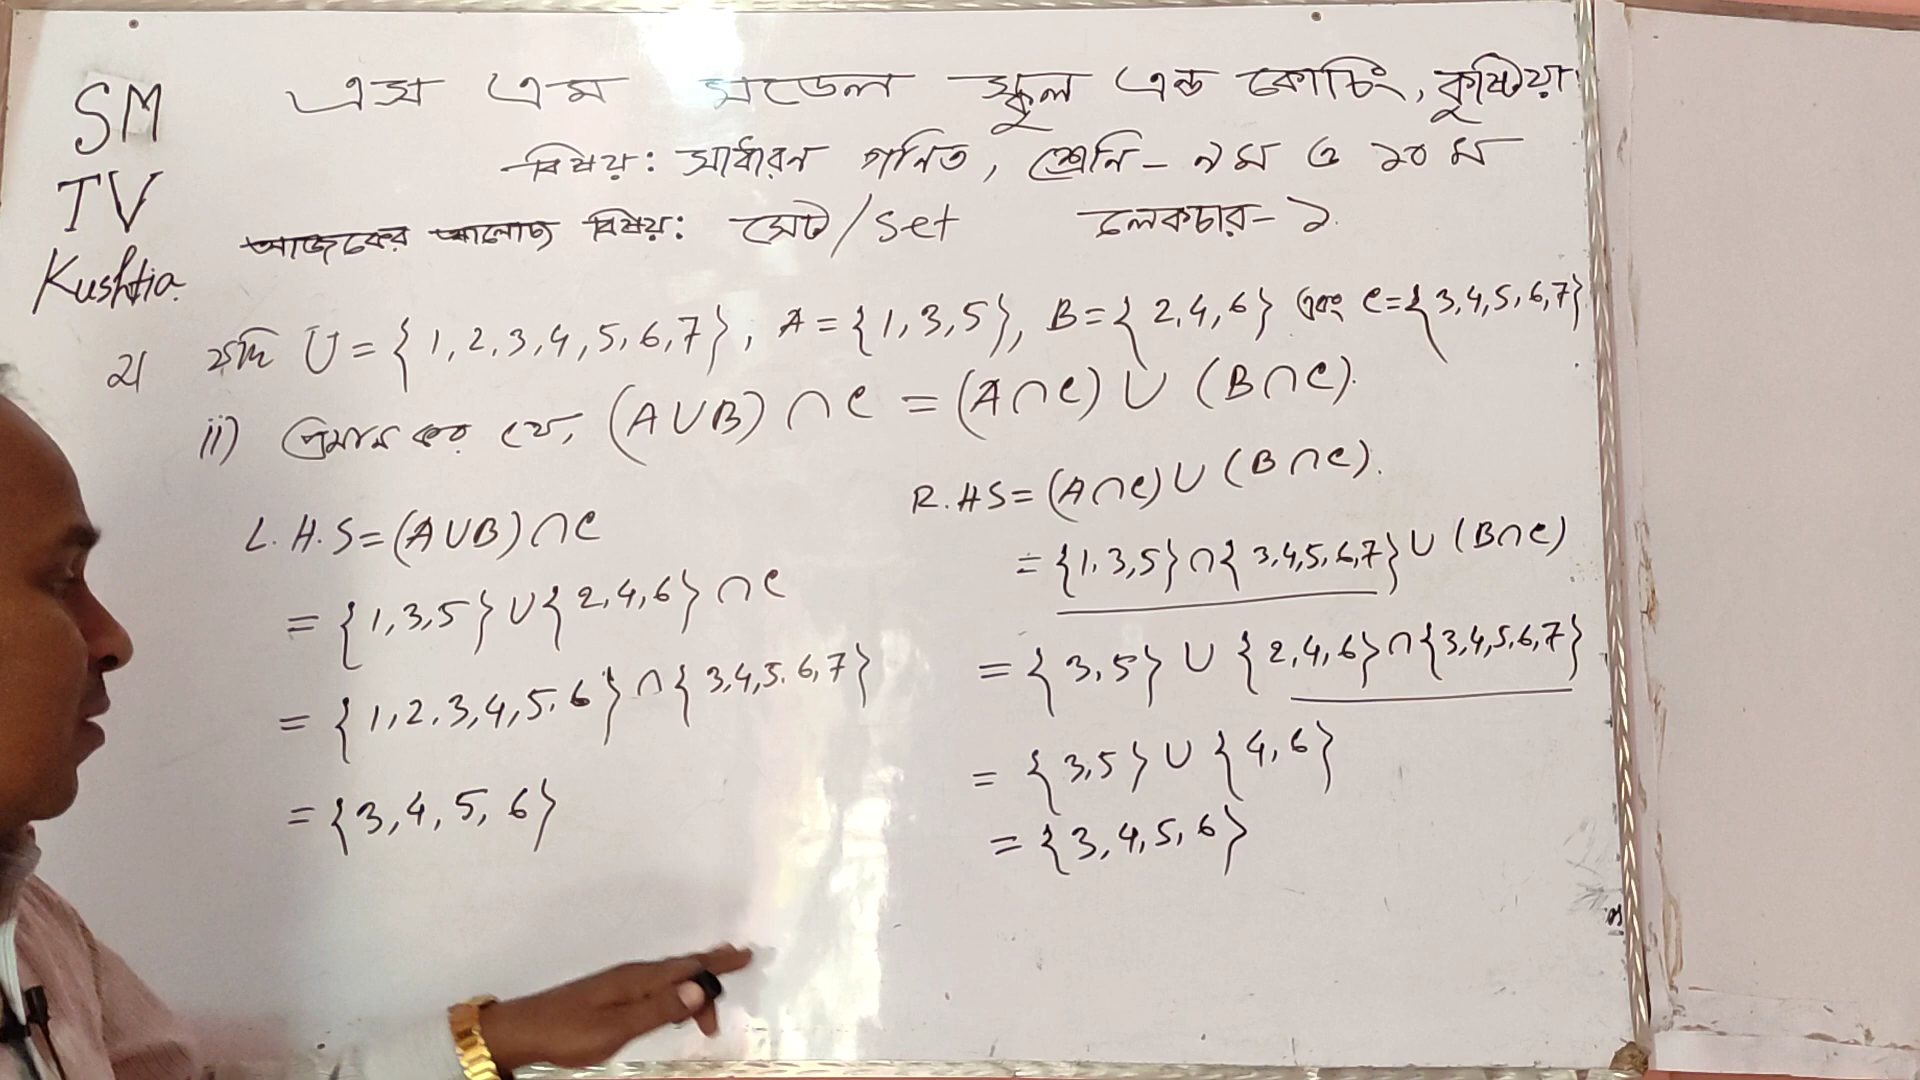 SM
TV
Kushtia.
এস এম মডেল স্কুল এন্ড কোচিং, কুষ্টিয়া
বিষয়: সাধারন গনিত, শ্রেনি- ৯ম ও ১০ম
আজকের আলোচ্য বিষয়: সেট/set লেকচার- ১.
২। যদি U = {1,2,3,4,5,6,7}, A = {1,3,5}, B = {2,4,6} এবং C = {3,4,5,6,7}
ii) প্রমান কর যে, (A∪B) ∩ C = (A∩C) ∪ (B∩C).
L.H.S = (A∪B) ∩ C
= {1,3,5} ∪ {2,4,6} ∩ C
= {1,2,3,4,5,6} ∩ {3,4,5,6,7}
= {3,4,5,6}
R.HS = (A∩C) ∪ (B∩C).
= {1,3,5} ∩ {3,4,5,6,7} ∪ (B∩C)
= {3,5} ∪ {2,4,6} ∩ {3,4,5,6,7}
= {3,5} ∪ {4,6}
= {3,4,5,6}